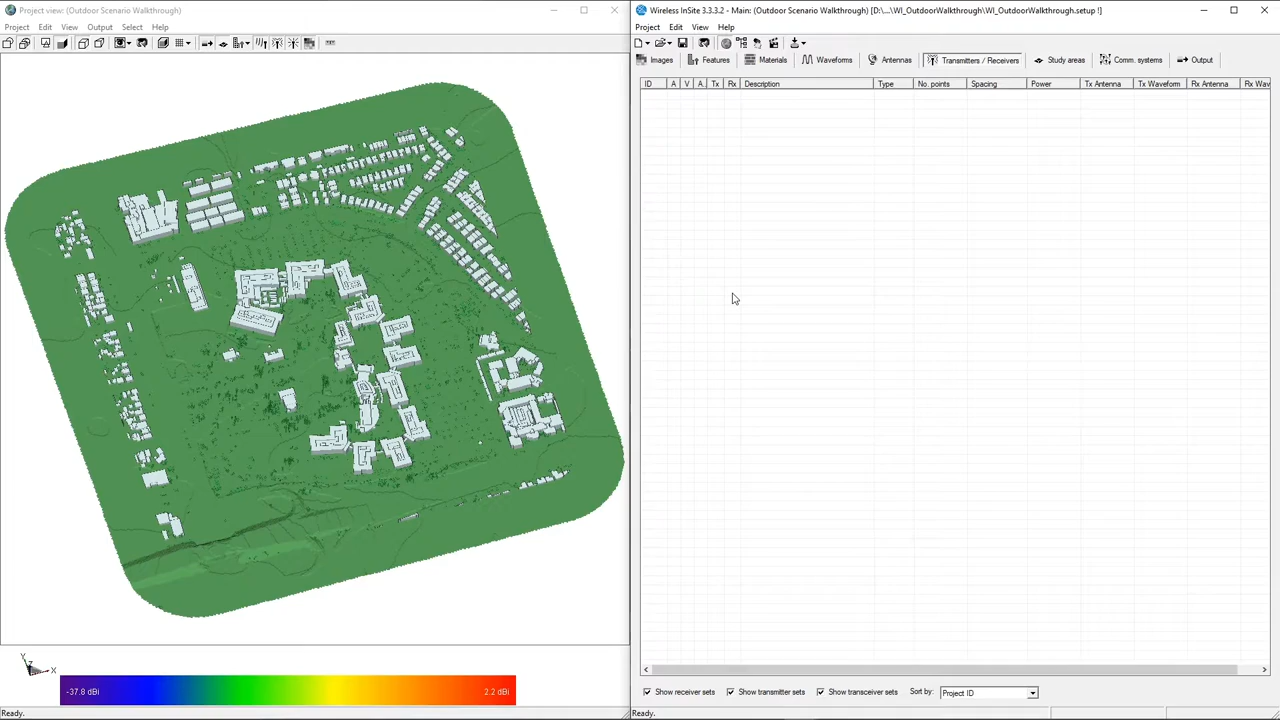 Project view: (Outdoor Scenario Walkthrough)
Project Edit View Output Select Help
Y
Z
X
-37.8 dBi 2.2 dBi
Ready.
Wireless InSite 3.3.3.2 - Main: (Outdoor Scenario Walkthrough) [D:\...\WI_OutdoorWalkthrough\WI_OutdoorWalkthrough.setup !]
Project Edit View Help
Images Features Materials Waveforms Antennas Transmitters / Receivers Study areas Comm. systems Output
ID A V A. Tx Rx Description Type No. points Spacing Power Tx Antenna Tx Waveform Rx Antenna Rx Wav
Show receiver sets Show transmitter sets Show transceiver sets Sort by: Project ID
Ready.